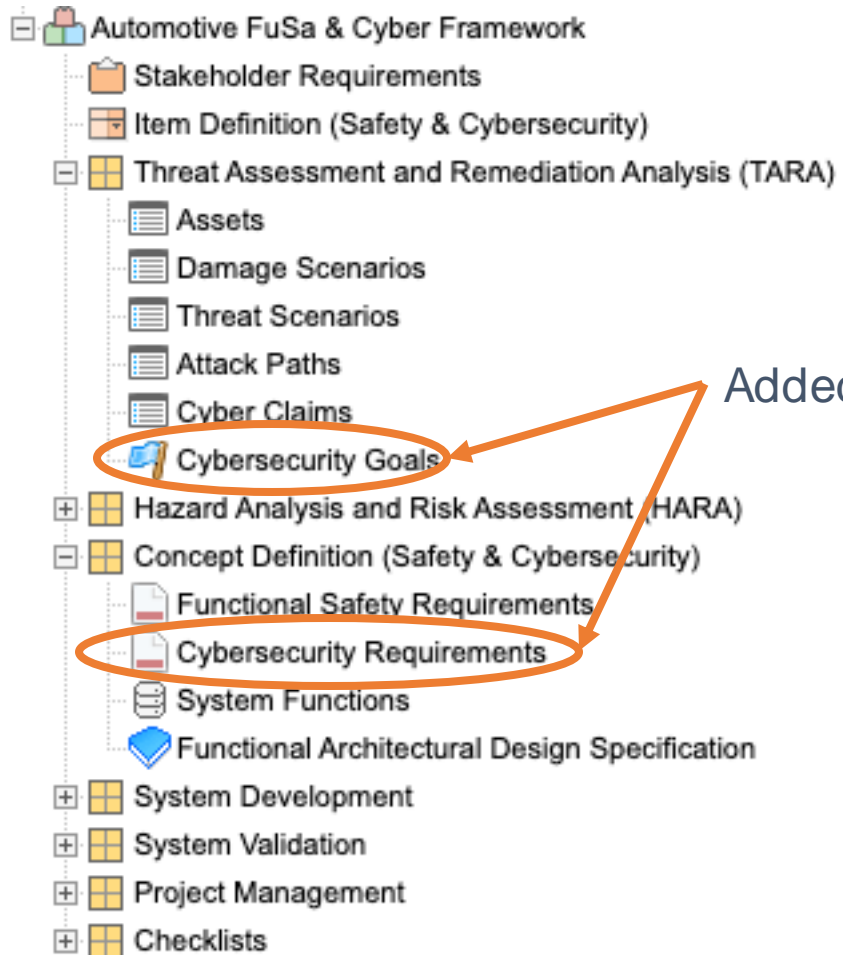 Automotive FuSa & Cyber Framework
Stakeholder Requirements
Item Definition (Safety & Cybersecurity)
Threat Assessment and Remediation Analysis (TARA)
Assets
Damage Scenarios
Threat Scenarios
Attack Paths
Added
Cyber Claims
Cybersecurity Goals
Hazard Analysis and Risk Assessment (HARA)
Concept Definition (Safety & Cybersecurity)
Functional Safety Requirements
Cybersecurity Requirements
System Functions
Functional Architectural Design Specification
System Development
System Validation
Project Management
Checklists